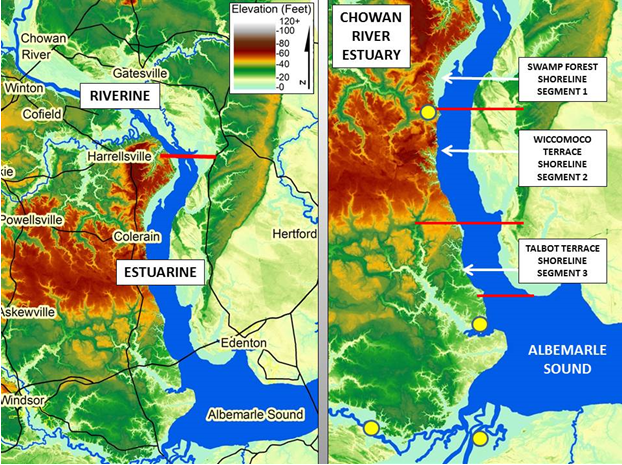 Elevation (Feet)
120+
-100
-80
-60
-40
-20
-0
z
Chowan
River
Gatesville
Winton
RIVERINE
Cofield
Harrellsville
kie
Powellsville
Colerain
Hertford
ESTUARINE
Askewville
Edenton
Windsor
Albemarle Sound
CHOWAN
RIVER
ESTUARY
SWAMP FOREST
SHORELINE
SEGMENT 1
WICCOMOCO
TERRACE
SHORELINE
SEGMENT 2
TALBOT TERRACE
SHORELINE
SEGMENT 3
ALBEMARLE
SOUND